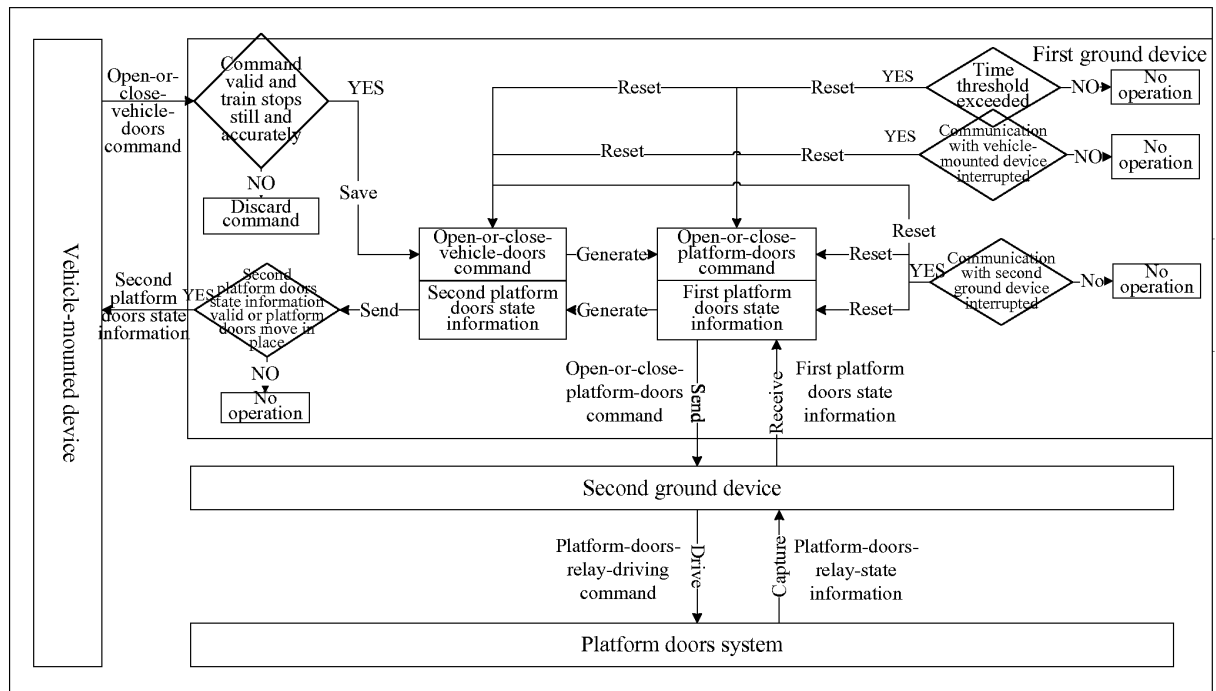 First ground device
Open-or-
close-
vehicle-
doors
command
Command
valid and
train stops
still and
accurately
YES
NO
Discard
command
Save
Reset
Reset
YES
Time
threshold
exceeded
NO
No
operation
Reset
Reset
YES
Communication
with vehicle-
mounted device
interrupted
NO
No
operation
Reset
Open-or-close-
vehicle-doors
command
Generate
Open-or-close-
platform-doors
command
Reset
YES
Communication
with second
ground device
interrupted
No
No
operation
Second platform
doors state
information
Generate
First platform
doors state
information
Reset
Send
Second
platform doors
state information
valid or platform
doors move in
place
YES
Second
platform
doors state
information
NO
No
operation
Vehicle-mounted device
Open-or-close-
platform-doors
command
Send
Receive
First platform
doors state
information
Second ground device
Platform-doors-
relay-driving
command
Drive
Capture
Platform-doors-
relay-state
information
Platform doors system